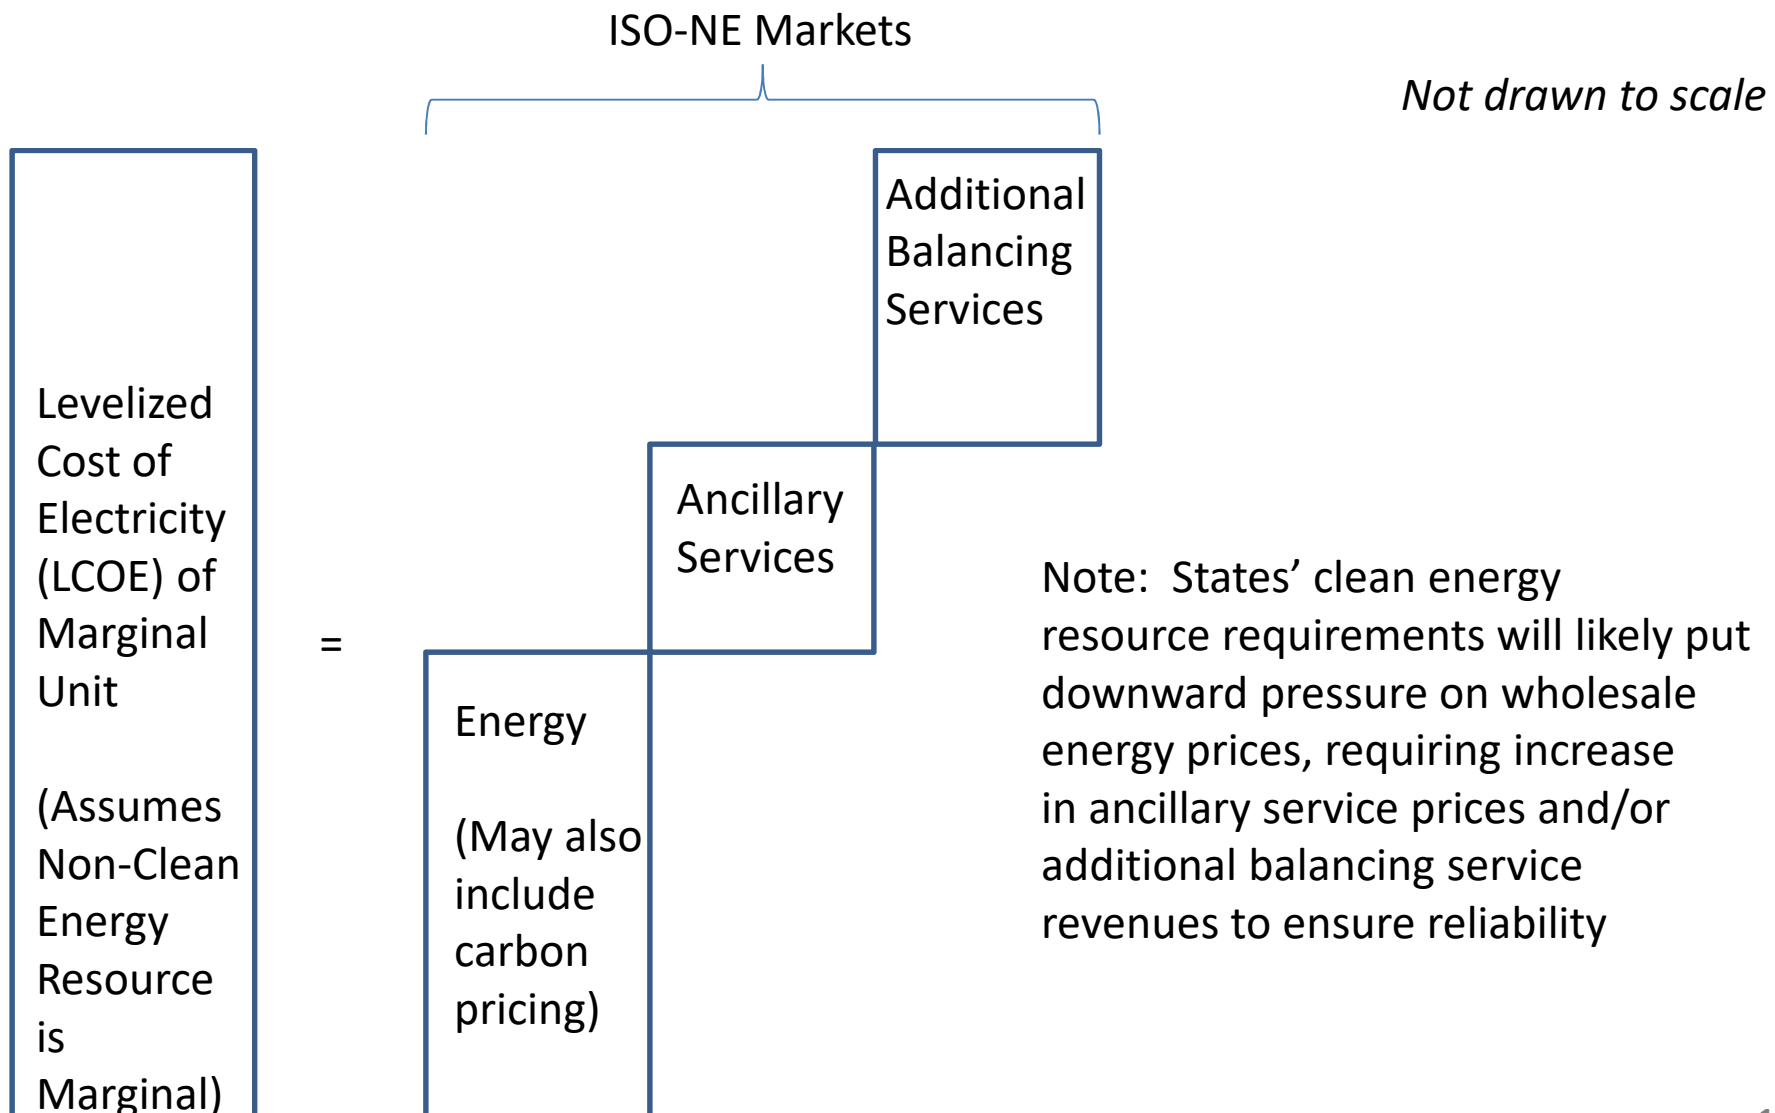 ISO-NE Markets
Not drawn to scale
Levelized
Cost of
Electricity
(LCOE) of
Marginal
Unit
(Assumes
Non-Clean
Energy
Resource
is
Marginal)
=
Energy
(May also
include
carbon
pricing)
Ancillary
Services
Additional
Balancing
Services
Note:  States’ clean energy
resource requirements will likely put
downward pressure on wholesale
energy prices, requiring increase
in ancillary service prices and/or
additional balancing service
revenues to ensure reliability